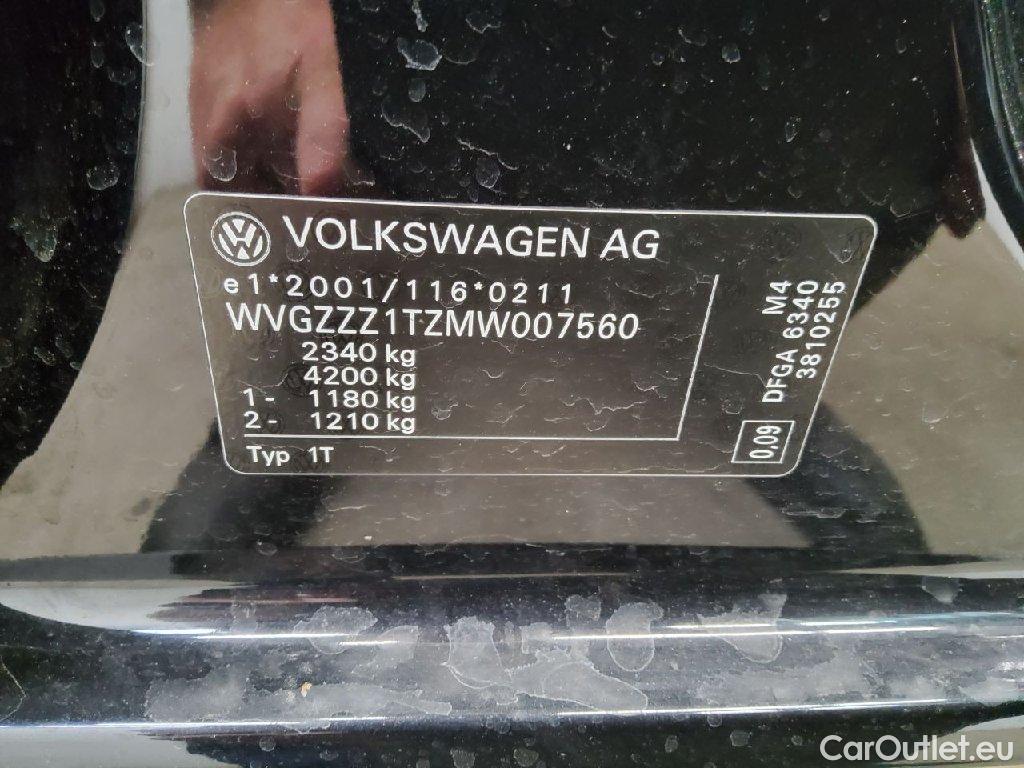 VOLKSWAGEN AG
e1*2001/116*0211
WVGZZZ1TZMW007560
2340 kg
4200 kg
1- 1180 kg
2- 1210 kg
Typ 1T
M4
DFGA 6340
3810255
0,09
CarOutlet.eu